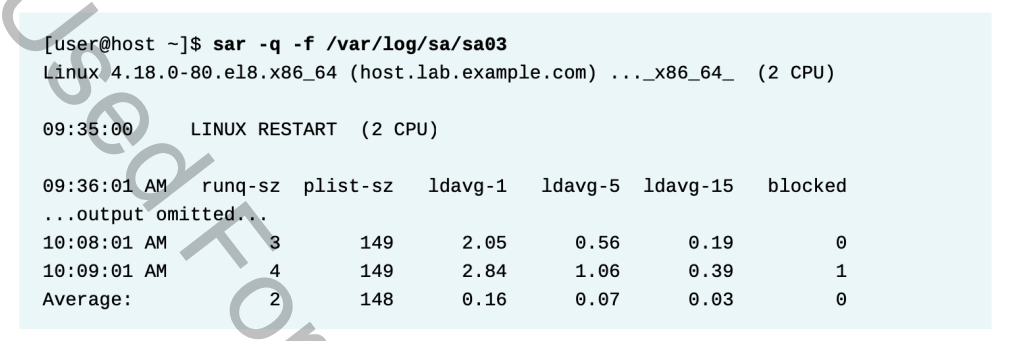 [user@host ~]$ sar -q -f /var/log/sa/sa03
Linux 4.18.0-80.el8.x86_64 (host.lab.example.com) ..._x86_64_ (2 CPU)
09:35:00 LINUX RESTART (2 CPU)
09:36:01 AM runq-sz plist-sz ldavg-1 ldavg-5 ldavg-15 blocked
...output omitted...
10:08:01 AM 3 149 2.05 0.56 0.19 0
10:09:01 AM 4 149 2.84 1.06 0.39 1
Average: 2 148 0.16 0.07 0.03 0
Used For